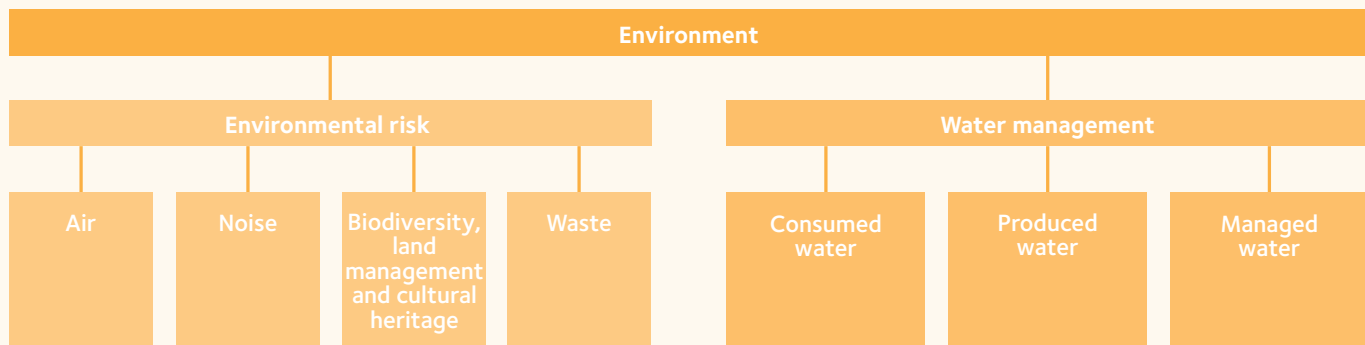 Environment
Environmental risk
Water management
Air
Noise
Biodiversity,
land
management
and cultural
heritage
Waste
Consumed
water
Produced
water
Managed
water